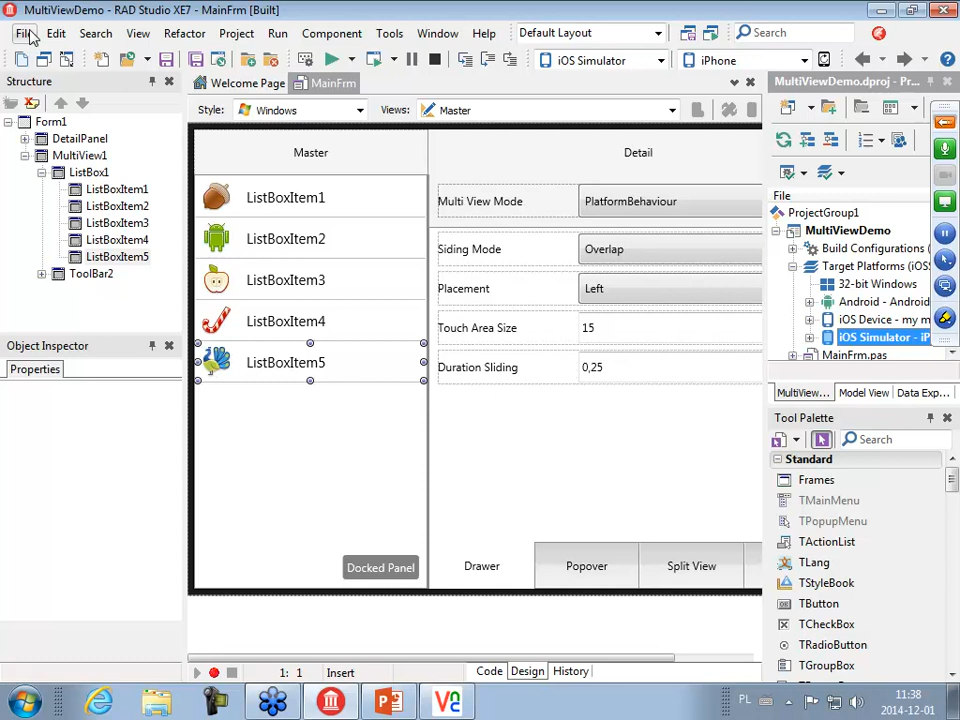 MultiViewDemo - RAD Studio XE7 - MainFrm [Built]
File Edit Search View Refactor Project Run Component Tools Window Help
Default Layout
Search
iOS Simulator
iPhone
Structure
Form1
DetailPanel
MultiView1
ListBox1
ListBoxItem1
ListBoxItem2
ListBoxItem3
ListBoxItem4
ListBoxItem5
ToolBar2
Object Inspector
Properties
Welcome Page
MainFrm
Style:
Windows
Views:
Master
Master
Detail
ListBoxItem1
ListBoxItem2
ListBoxItem3
ListBoxItem4
ListBoxItem5
Docked Panel
Multi View Mode
PlatformBehaviour
Siding Mode
Overlap
Placement
Left
Touch Area Size
15
Duration Sliding
0,25
Drawer
Popover
Split View
1: 1
Insert
Code
Design
History
MultiViewDemo.dproj - Pr...
File
ProjectGroup1
MultiViewDemo
Build Configurations (
Target Platforms (iOS
32-bit Windows
Android - Android
iOS Device - my m
iOS Simulator - iP
MainFrm.pas
MultiView...
Model View
Data Exp...
Tool Palette
Search
Standard
Frames
TMainMenu
TPopupMenu
TActionList
TLang
TStyleBook
TButton
TCheckBox
TRadioButton
TGroupBox
PL
11:38
2014-12-01